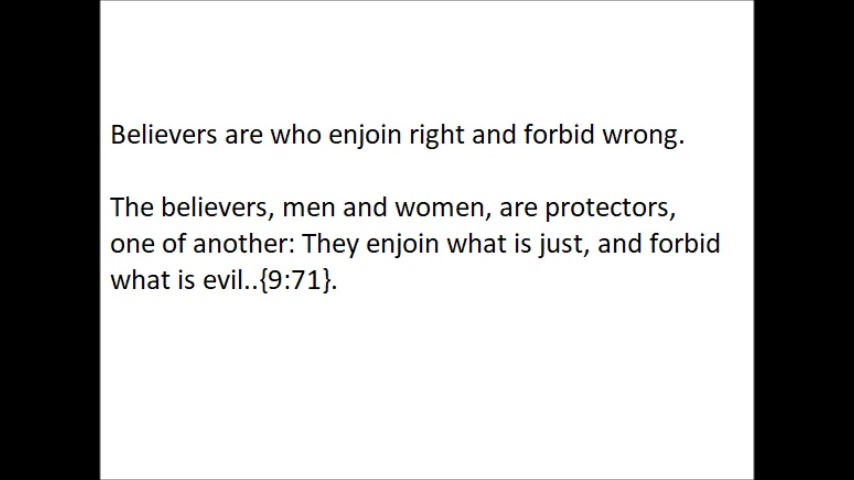 Believers are who enjoin right and forbid wrong.
The believers, men and women, are protectors,
one of another: They enjoin what is just, and forbid
what is evil..{9:71}.